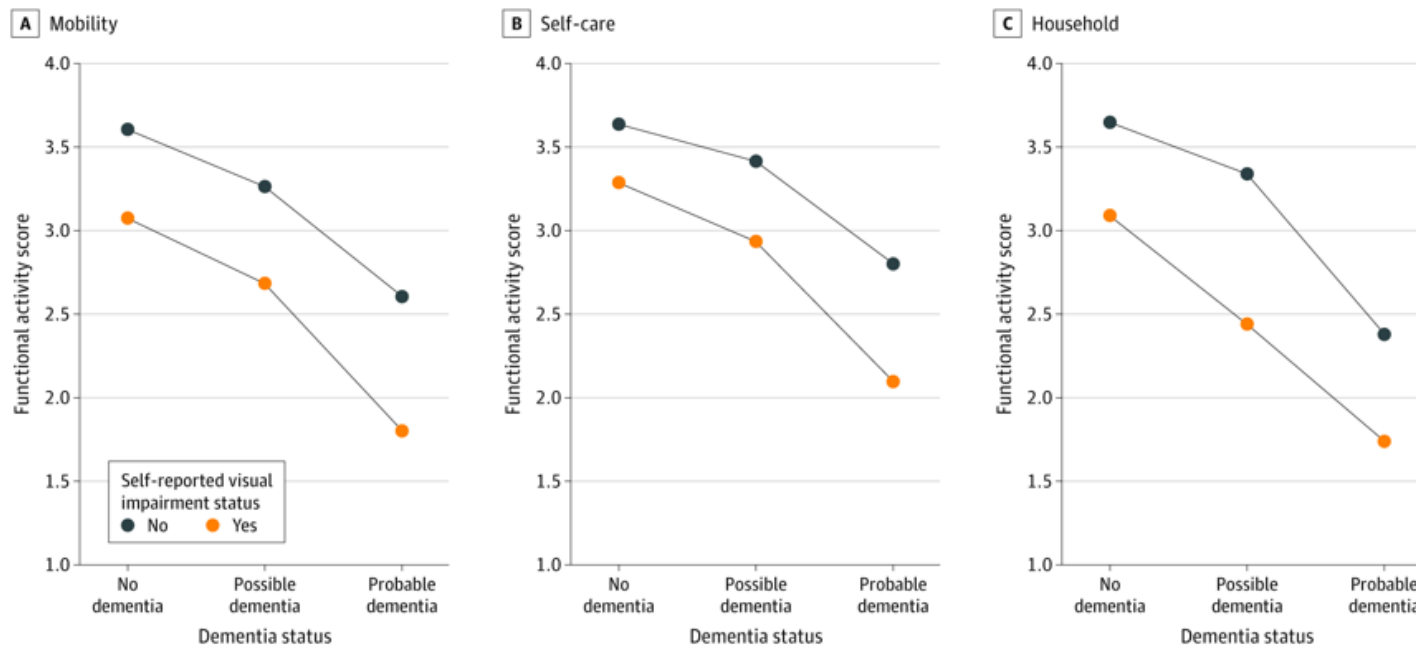 A Mobility
4.0
3.5
3.0
2.5
2.0
1.5
1.0
Functional activity score
Self-reported visual
impairment status
No Yes
No
dementia
Possible
dementia
Probable
dementia
Dementia status
B Self-care
4.0
3.5
3.0
2.5
2.0
1.5
1.0
Functional activity score
No
dementia
Possible
dementia
Probable
dementia
Dementia status
C Household
4.0
3.5
3.0
2.5
2.0
1.5
1.0
Functional activity score
No
dementia
Possible
dementia
Probable
dementia
Dementia status